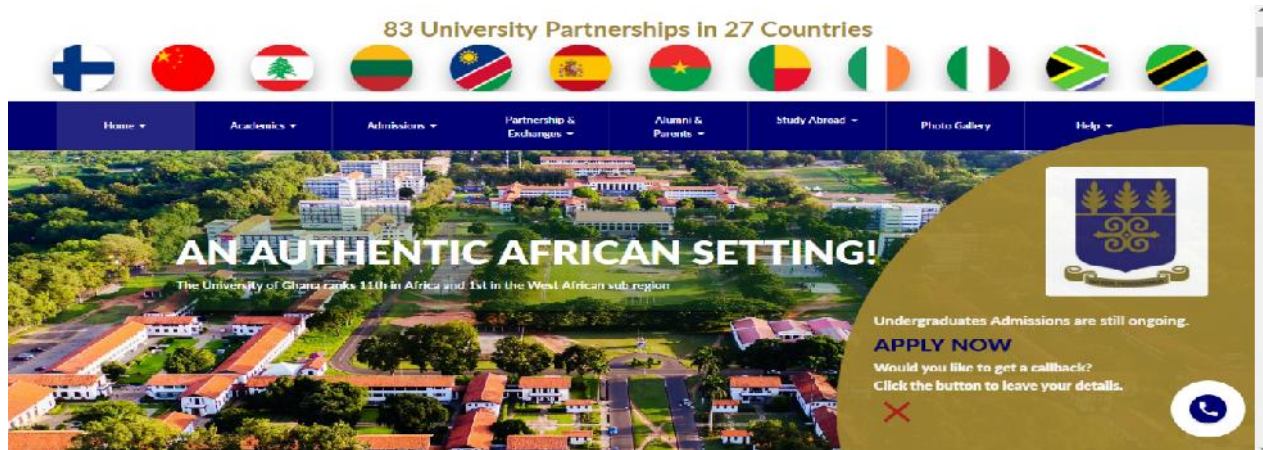 83 University Partnerships in 27 Countries
Home
Academics
Admissions
Partnership &
Exchanges
Alumni &
Parents
Study Abroad
Photo Gallery
Help
AN AUTHENTIC AFRICAN SETTING!
The University of Ghana ranks 11th in Africa and 1st in the West African sub region
Undergraduates Admissions are still ongoing.
APPLY NOW
Would you like to get a callback?
Click the button to leave your details.